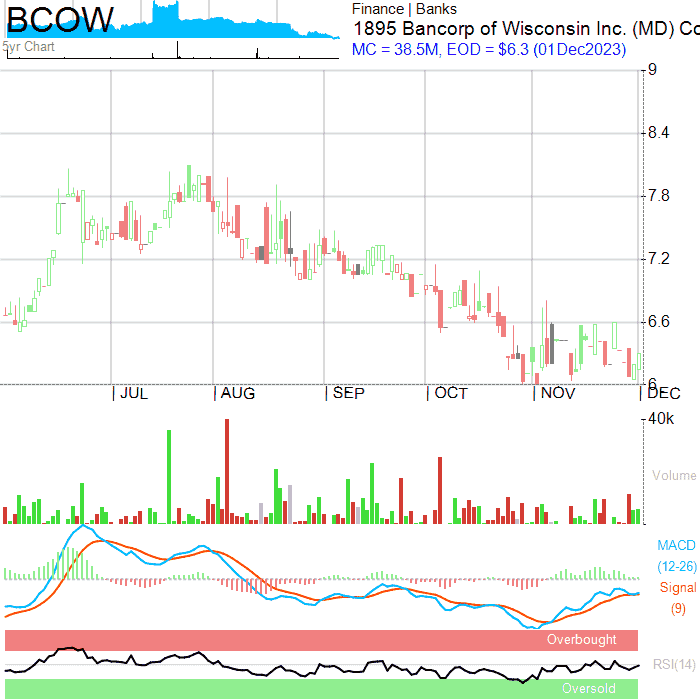 BCOW
Finance | Banks
1895 Bancorp of Wisconsin Inc. (MD) Co
5yr Chart
MC = 38.5M, EOD = $6.3 (01Dec2023)
9
8.4
7.8
7.2
6.6
6
JUL AUG SEP OCT NOV DEC
40k
Volume
MACD
(12-26)
Signal
(9)
Overbought
RSI(14)
Oversold